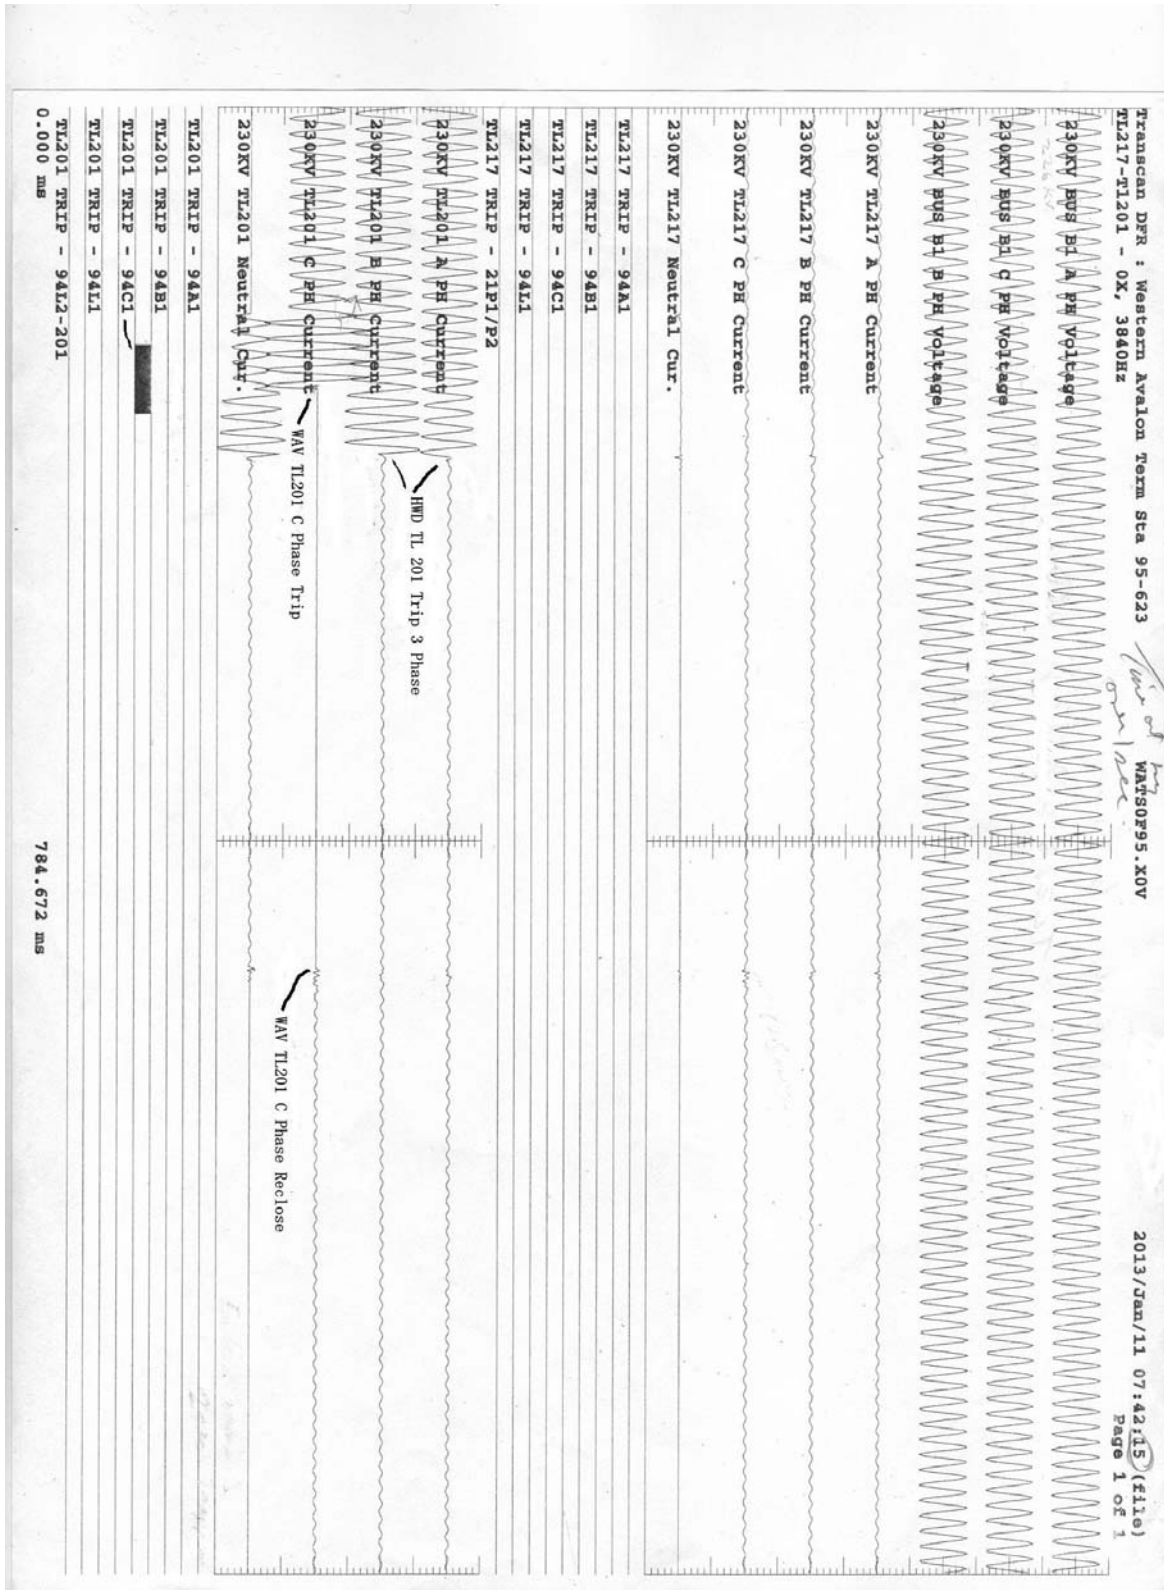 Transcan DFR : Western Avalon Term Sta 95-623 WATS0F95.X0V 2013/Jan/11 07:42:15 (file)
TL217-T1201 - 0X, 3840Hz Page 1 of 1
230KV BUS B1 A PH Voltage
230KV BUS B1 C PH Voltage
230KV BUS B1 B PH Voltage
230KV TL217 A PH Current
230KV TL217 B PH Current
230KV TL217 C PH Current
230KV TL217 Neutral Cur.
TL217 TRIP - 94A1
TL217 TRIP - 94B1
TL217 TRIP - 94C1
TL217 TRIP - 94L1
TL217 TRIP - 21P1/P2
230KV TL201 A PH Current
HWD TL 201 Trip 3 Phase
230KV TL201 B PH Current
230KV TL201 C PH Current
WAV TL201 C Phase Trip
WAV TL201 C Phase Reclose
230KV TL201 Neutral Cur.
TL201 TRIP - 94A1
TL201 TRIP - 94B1
TL201 TRIP - 94C1
TL201 TRIP - 94L1
TL201 TRIP - 94L2-201
0.000 ms 784.672 ms